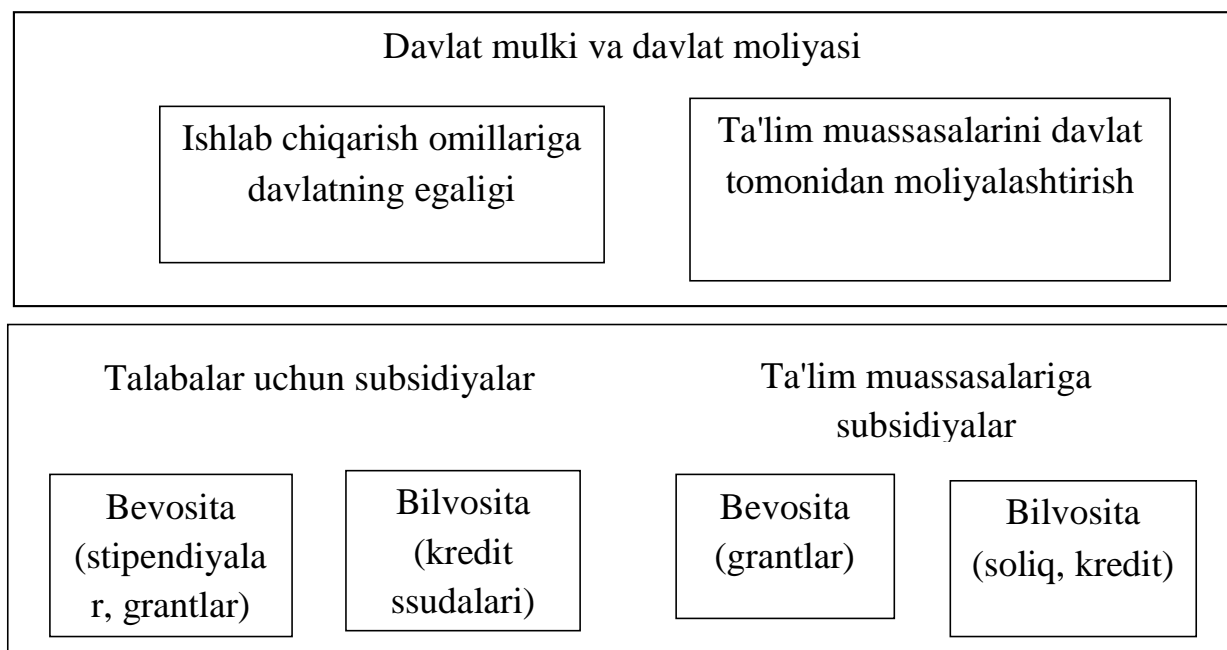 Davlat mulki va davlat moliyasi
Ishlab chiqarish omillariga
davlatning egaligi
Ta'lim muassasalarini davlat
tomonidan moliyalashtirish
Talabalar uchun subsidiyalar
Ta'lim muassasalariga
subsidiyalar
Bevosita
(stipendiyala
r, grantlar)
Bilvosita
(kredit
ssudalari)
Bevosita
(grantlar)
Bilvosita
(soliq, kredit)